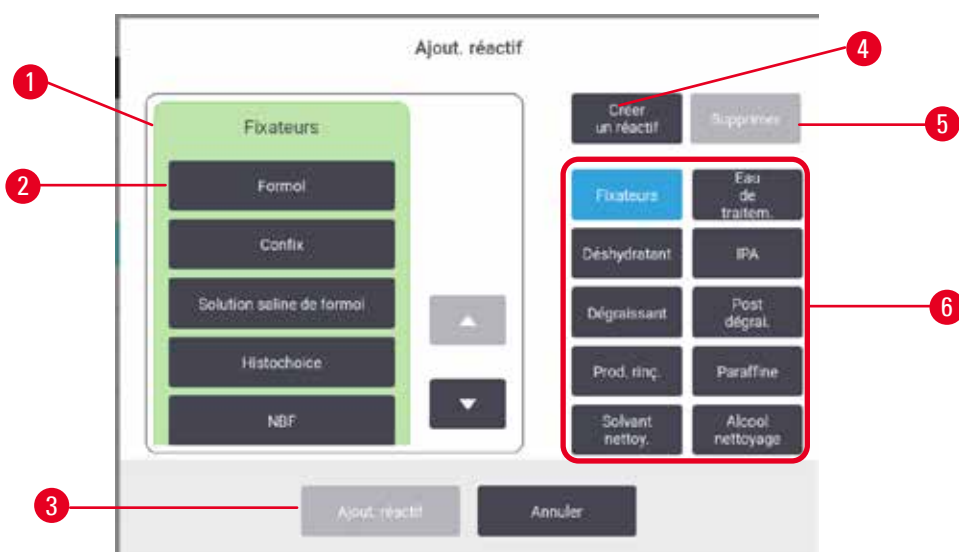 Ajout. réactif
1
4
Fixateurs
Créer
un réactif
Supprimer
5
2
Formol
Confix
Solution saline de formol
Histochoice
NBF
Fixateurs
Eau
de
traitem.
Déshydratant
IPA
Dégraissant
Post
dégrai.
6
Prod. rinç.
Paraffine
Solvant
nettoy.
Alcool
nettoyage
3
Ajout. réactif
Annuler